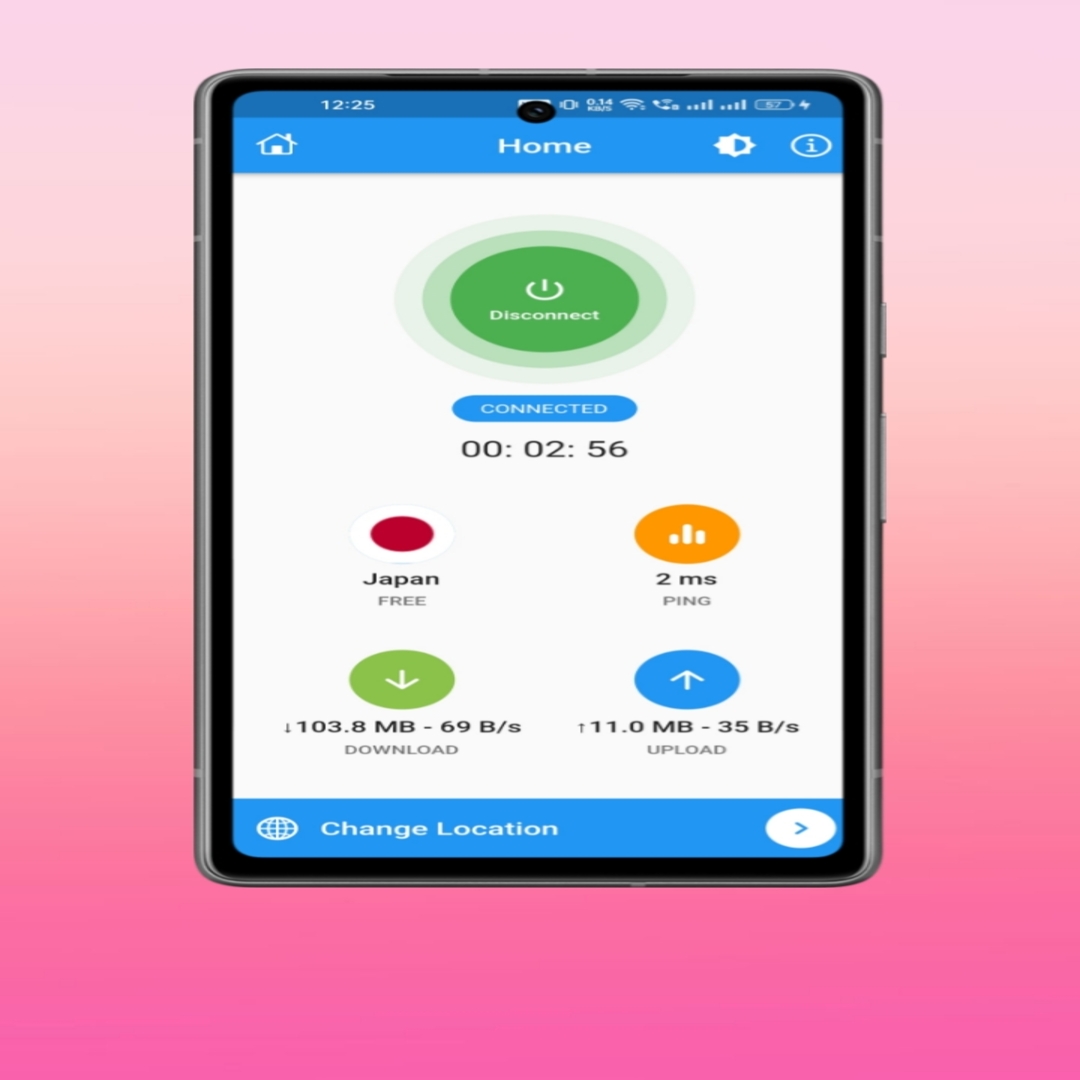 12:25
0.14 KB/S
57
Home
Disconnect
CONNECTED
00: 02: 56
Japan
2 ms
FREE
PING
↓103.8 MB - 69 B/s
↑11.0 MB - 35 B/s
DOWNLOAD
UPLOAD
Change Location